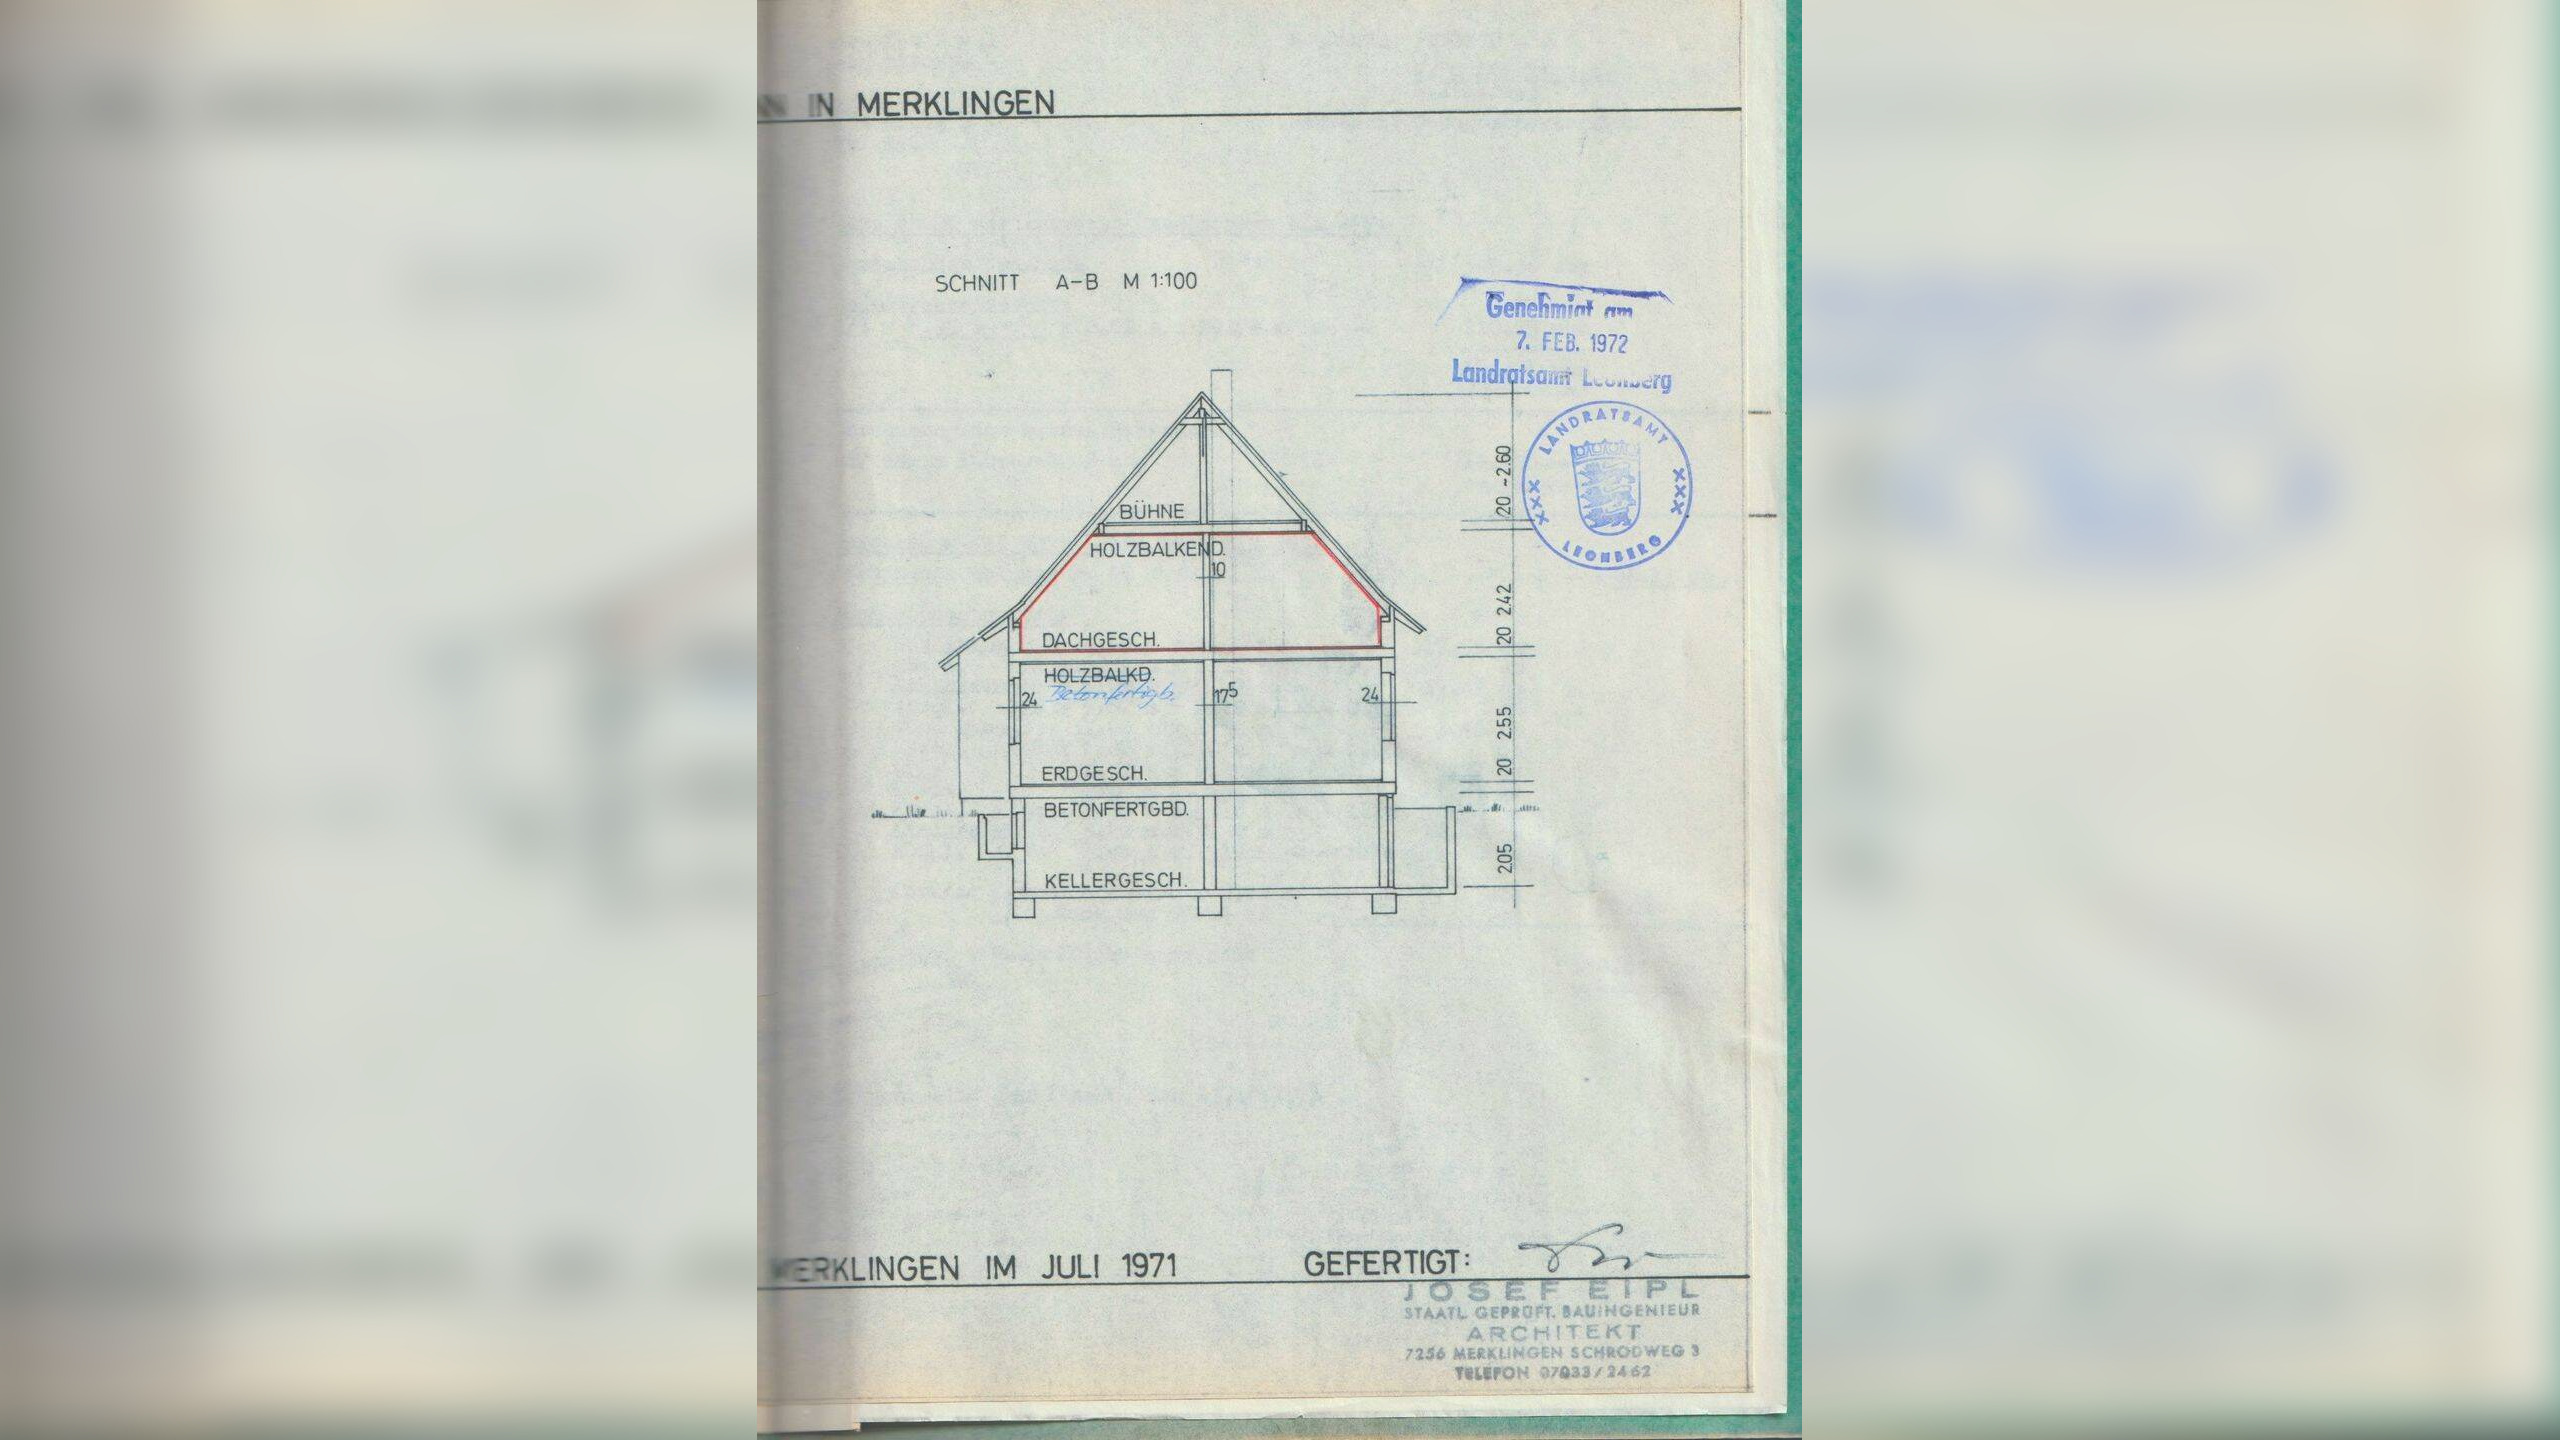 IN MERKLINGEN
SCHNITT A-B M 1:100
Genehmigt am
7. FEB. 1972
Landratsamt Leonberg
LANDRATSAMT
LEONBERG
BÜHNE
HOLZBALKEND.
10
DACHGESCH.
HOLZBALKD.
Betonfertigb.
24
17⁵
24
ERDGESCH.
BETONFERTGBD.
KELLERGESCH.
20 ~2.60
20 2.42
20 2.55
2.05
MERKLINGEN IM JULI 1971
GEFERTIGT:
JOSEF EIPL
STAATL. GEPRÜFT. BAUINGENIEUR
ARCHITEKT
7256 MERKLINGEN SCHRODWEG 3
TELEFON 07033/2462